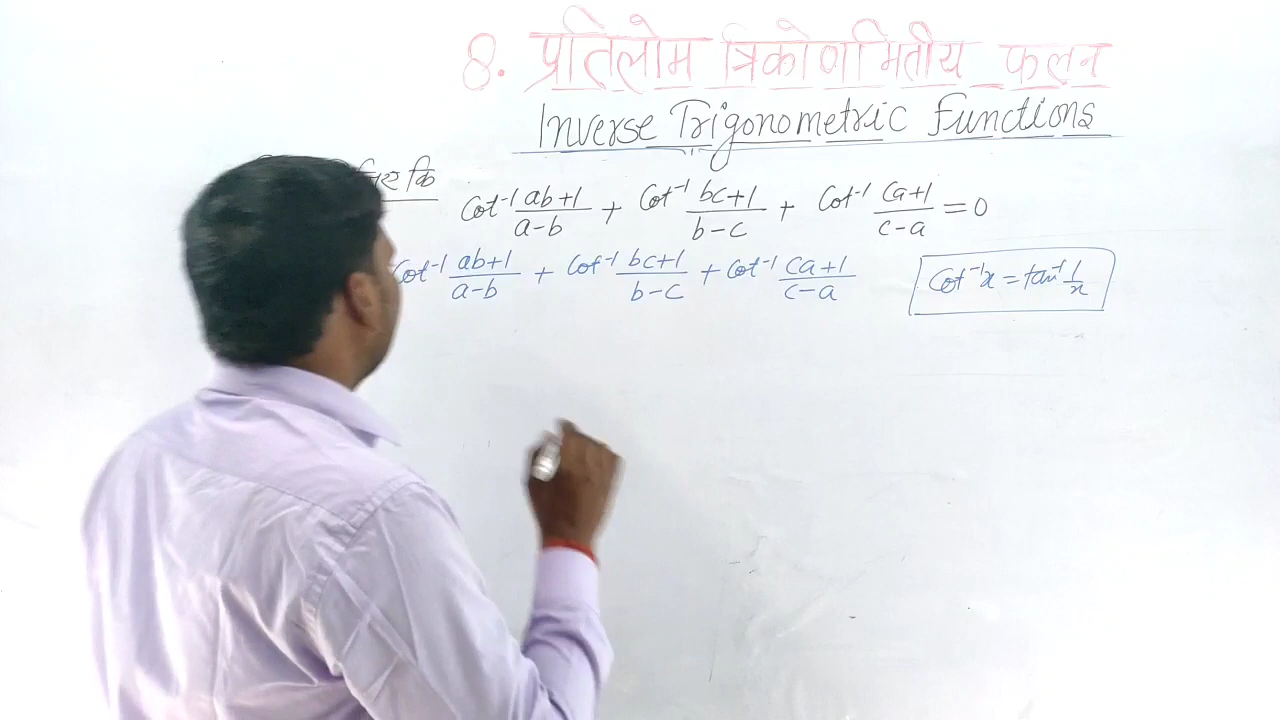 8. प्रतिलोम त्रिकोणमितीय फलन
Inverse Trigonometric Functions
कि
Cot⁻¹ (ab+1)/(a-b) + Cot⁻¹ (bc+1)/(b-c) + Cot⁻¹ (ca+1)/(c-a) = 0
Cot⁻¹ (ab+1)/(a-b) + Cot⁻¹ (bc+1)/(b-c) + Cot⁻¹ (ca+1)/(c-a)
Cot⁻¹x = tan⁻¹ 1/x